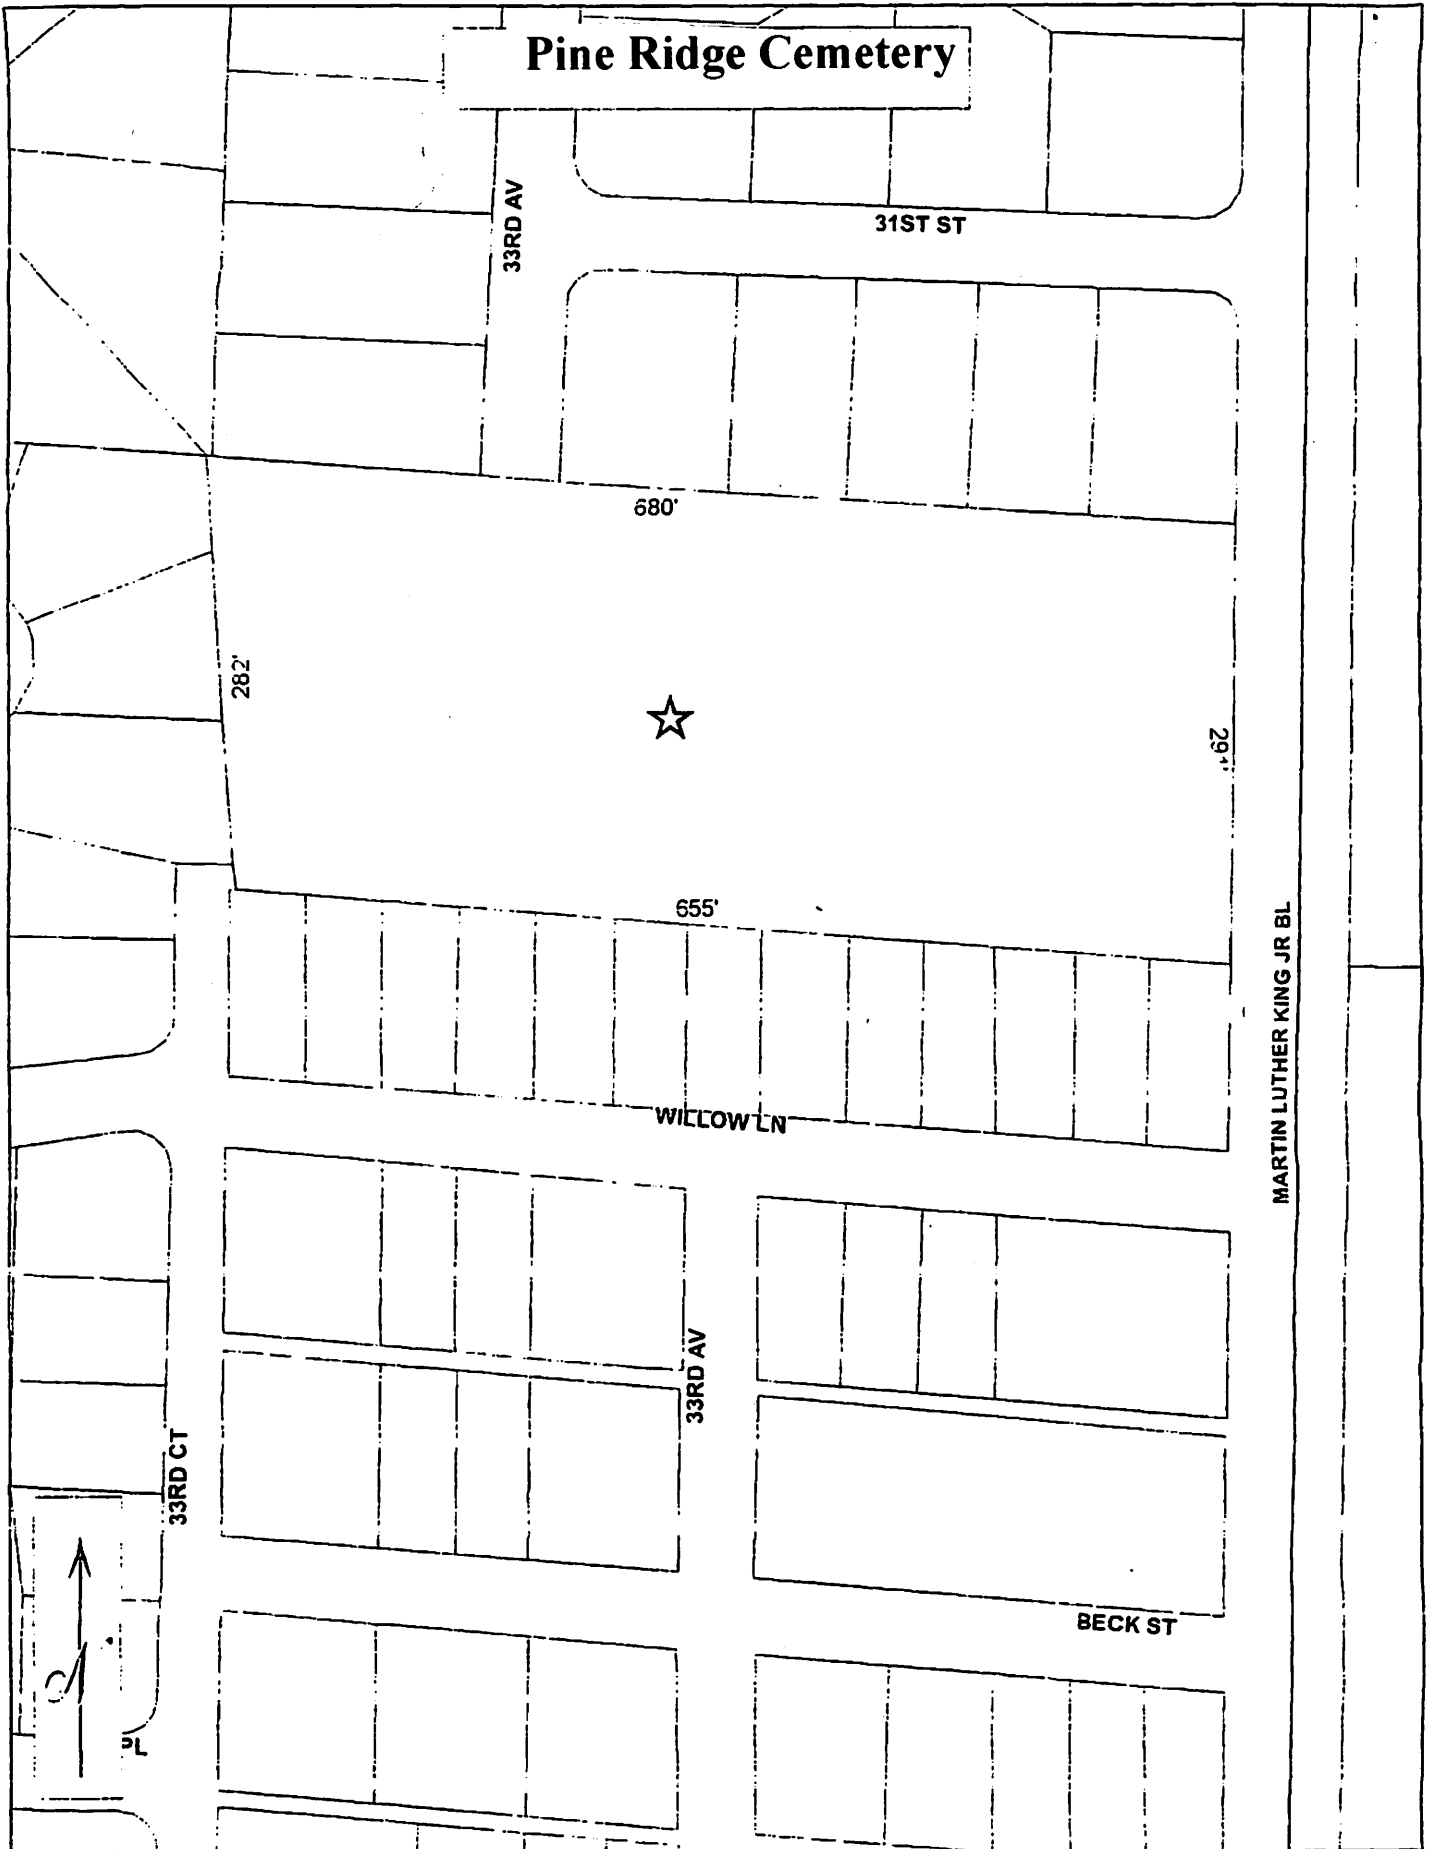 Pine Ridge Cemetery
33RD AV
31ST ST
680'
282'
291'
655'
MARTIN LUTHER KING JR BL
WILLOW LN
33RD AV
33RD CT
BECK ST